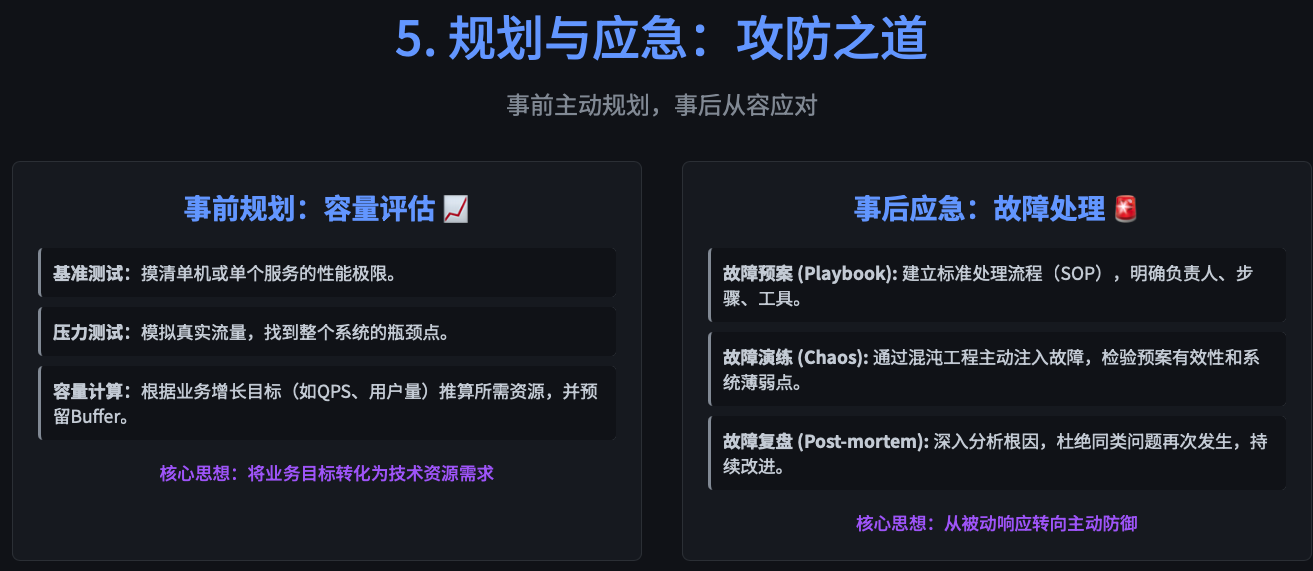 5. 规划与应急：攻防之道
事前主动规划，事后从容应对
事前规划：容量评估 📈
基准测试：摸清单机或单个服务的性能极限。
压力测试：模拟真实流量，找到整个系统的瓶颈点。
容量计算：根据业务增长目标（如QPS、用户量）推算所需资源，并预
留Buffer。
核心思想：将业务目标转化为技术资源需求
事后应急：故障处理 🚨
故障预案 (Playbook): 建立标准处理流程（SOP），明确负责人、步
骤、工具。
故障演练 (Chaos): 通过混沌工程主动注入故障，检验预案有效性和系
统薄弱点。
故障复盘 (Post-mortem): 深入分析根因，杜绝同类问题再次发生，持
续改进。
核心思想：从被动响应转向主动防御